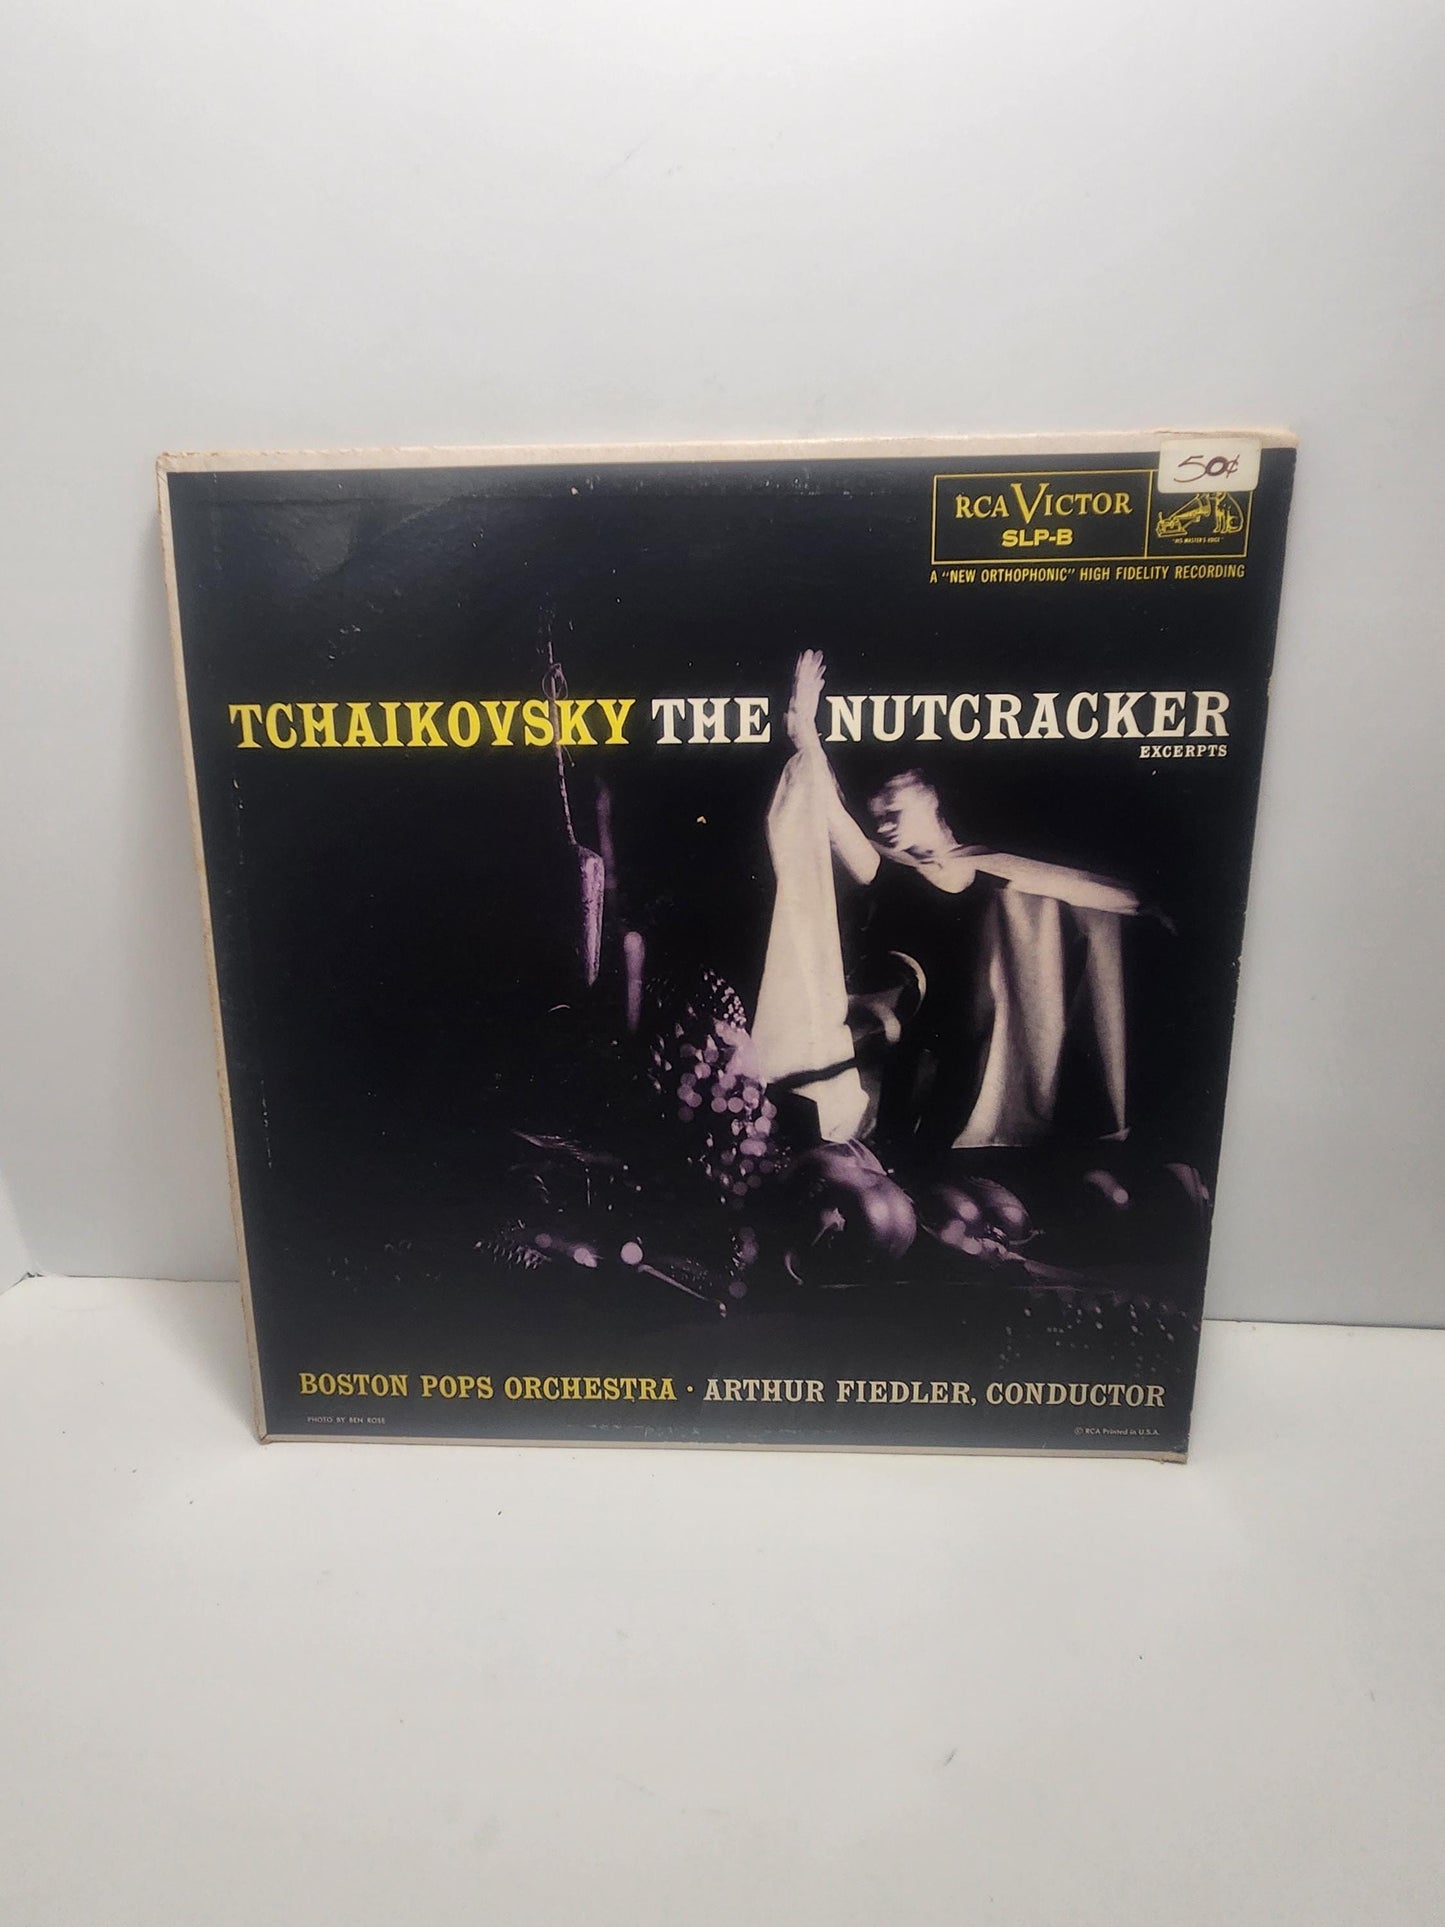 50¢
RCA VICTOR
SLP-B
"HIS MASTER'S VOICE"
A "NEW ORTHOPHONIC" HIGH FIDELITY RECORDING
TCHAIKOVSKY THE NUTCRACKER
EXCERPTS
BOSTON POPS ORCHESTRA · ARTHUR FIEDLER, CONDUCTOR
PHOTO BY BEN ROSE
© RCA Printed in U.S.A.